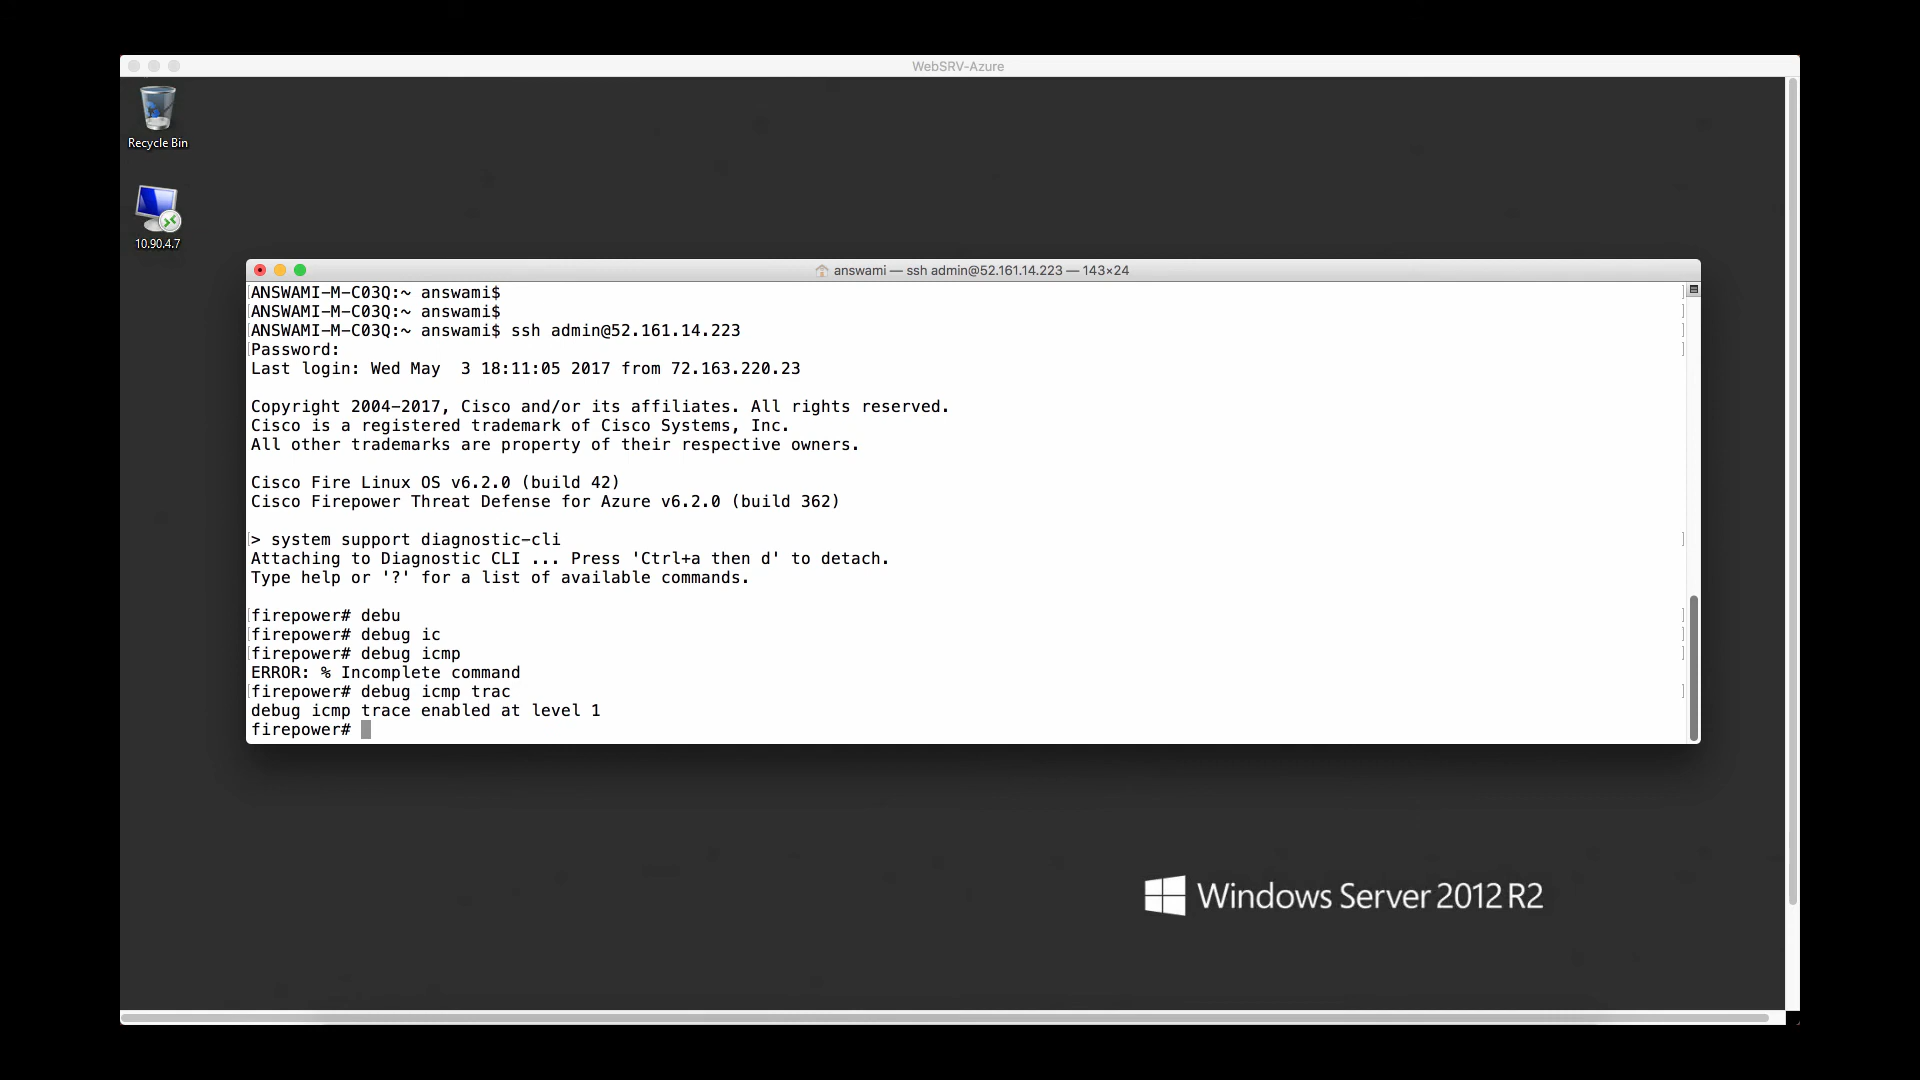 WebSRV-Azure
Recycle Bin
10.90.4.7
answami — ssh admin@52.161.14.223 — 143×24
ANSWAMI-M-C03Q:~ answami$
ANSWAMI-M-C03Q:~ answami$
ANSWAMI-M-C03Q:~ answami$ ssh admin@52.161.14.223
Password:
Last login: Wed May  3 18:11:05 2017 from 72.163.220.23
Copyright 2004-2017, Cisco and/or its affiliates. All rights reserved.
Cisco is a registered trademark of Cisco Systems, Inc.
All other trademarks are property of their respective owners.
Cisco Fire Linux OS v6.2.0 (build 42)
Cisco Firepower Threat Defense for Azure v6.2.0 (build 362)
> system support diagnostic-cli
Attaching to Diagnostic CLI ... Press 'Ctrl+a then d' to detach.
Type help or '?' for a list of available commands.
firepower# debu
firepower# debug ic
firepower# debug icmp
ERROR: % Incomplete command
firepower# debug icmp trac
debug icmp trace enabled at level 1
firepower#
Windows Server 2012 R2